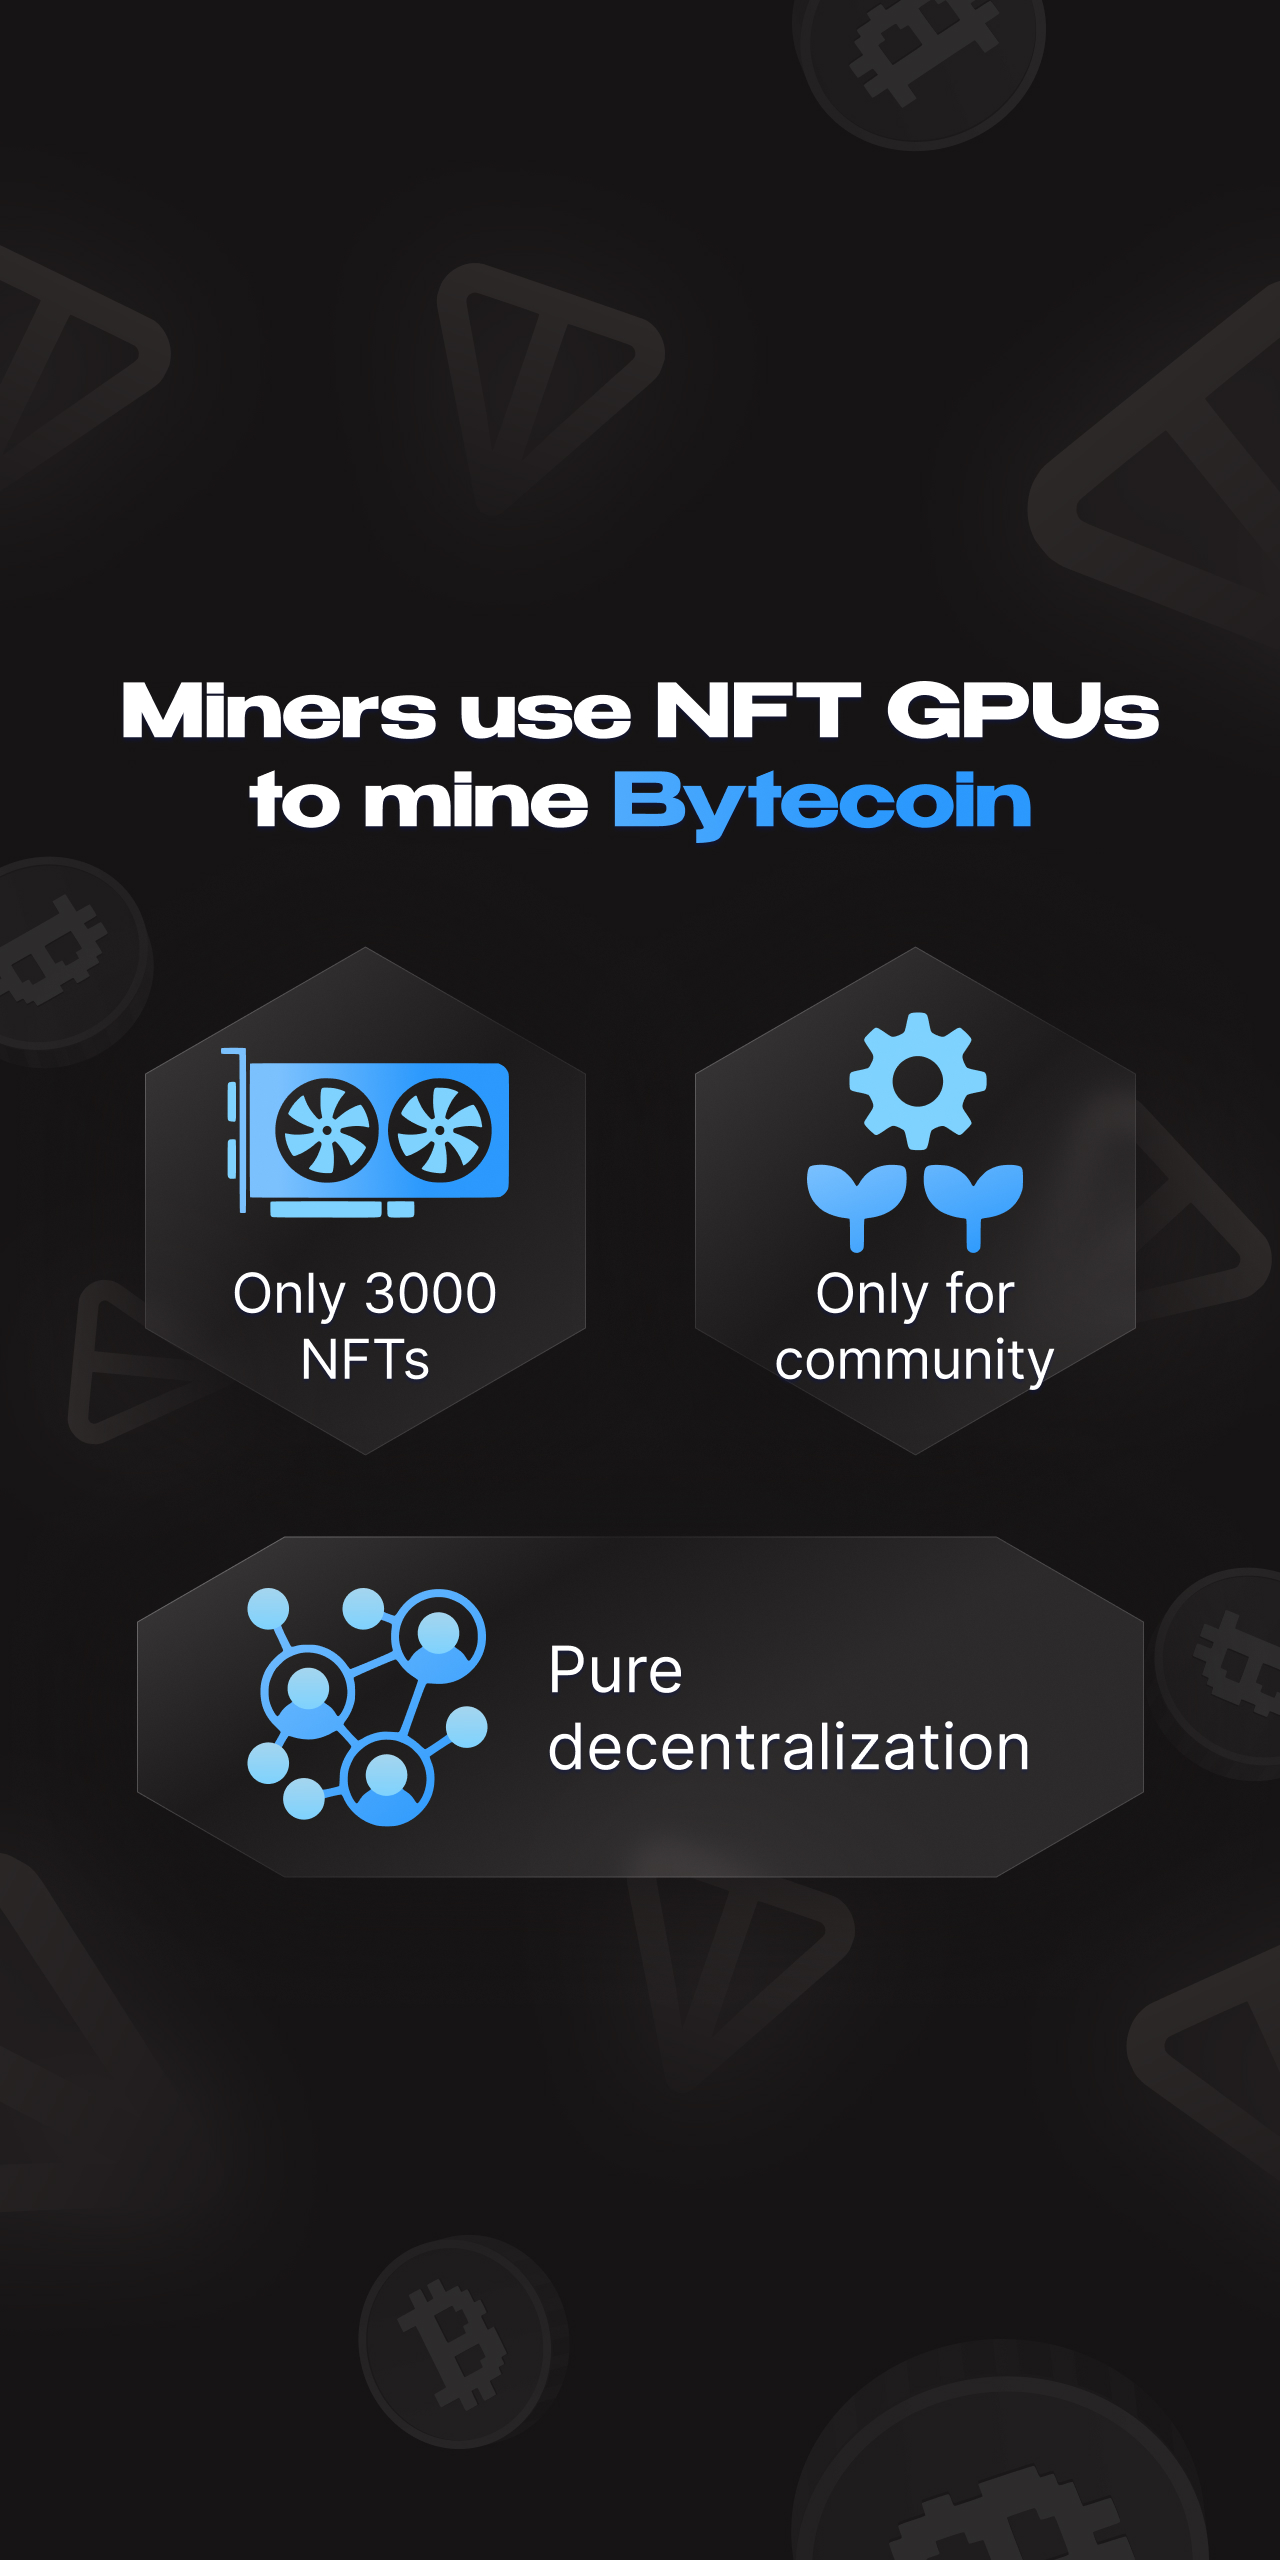 Miners use NFT GPUs
to mine Bytecoin
Only 3000
NFTs
Only for
community
Pure
decentralization